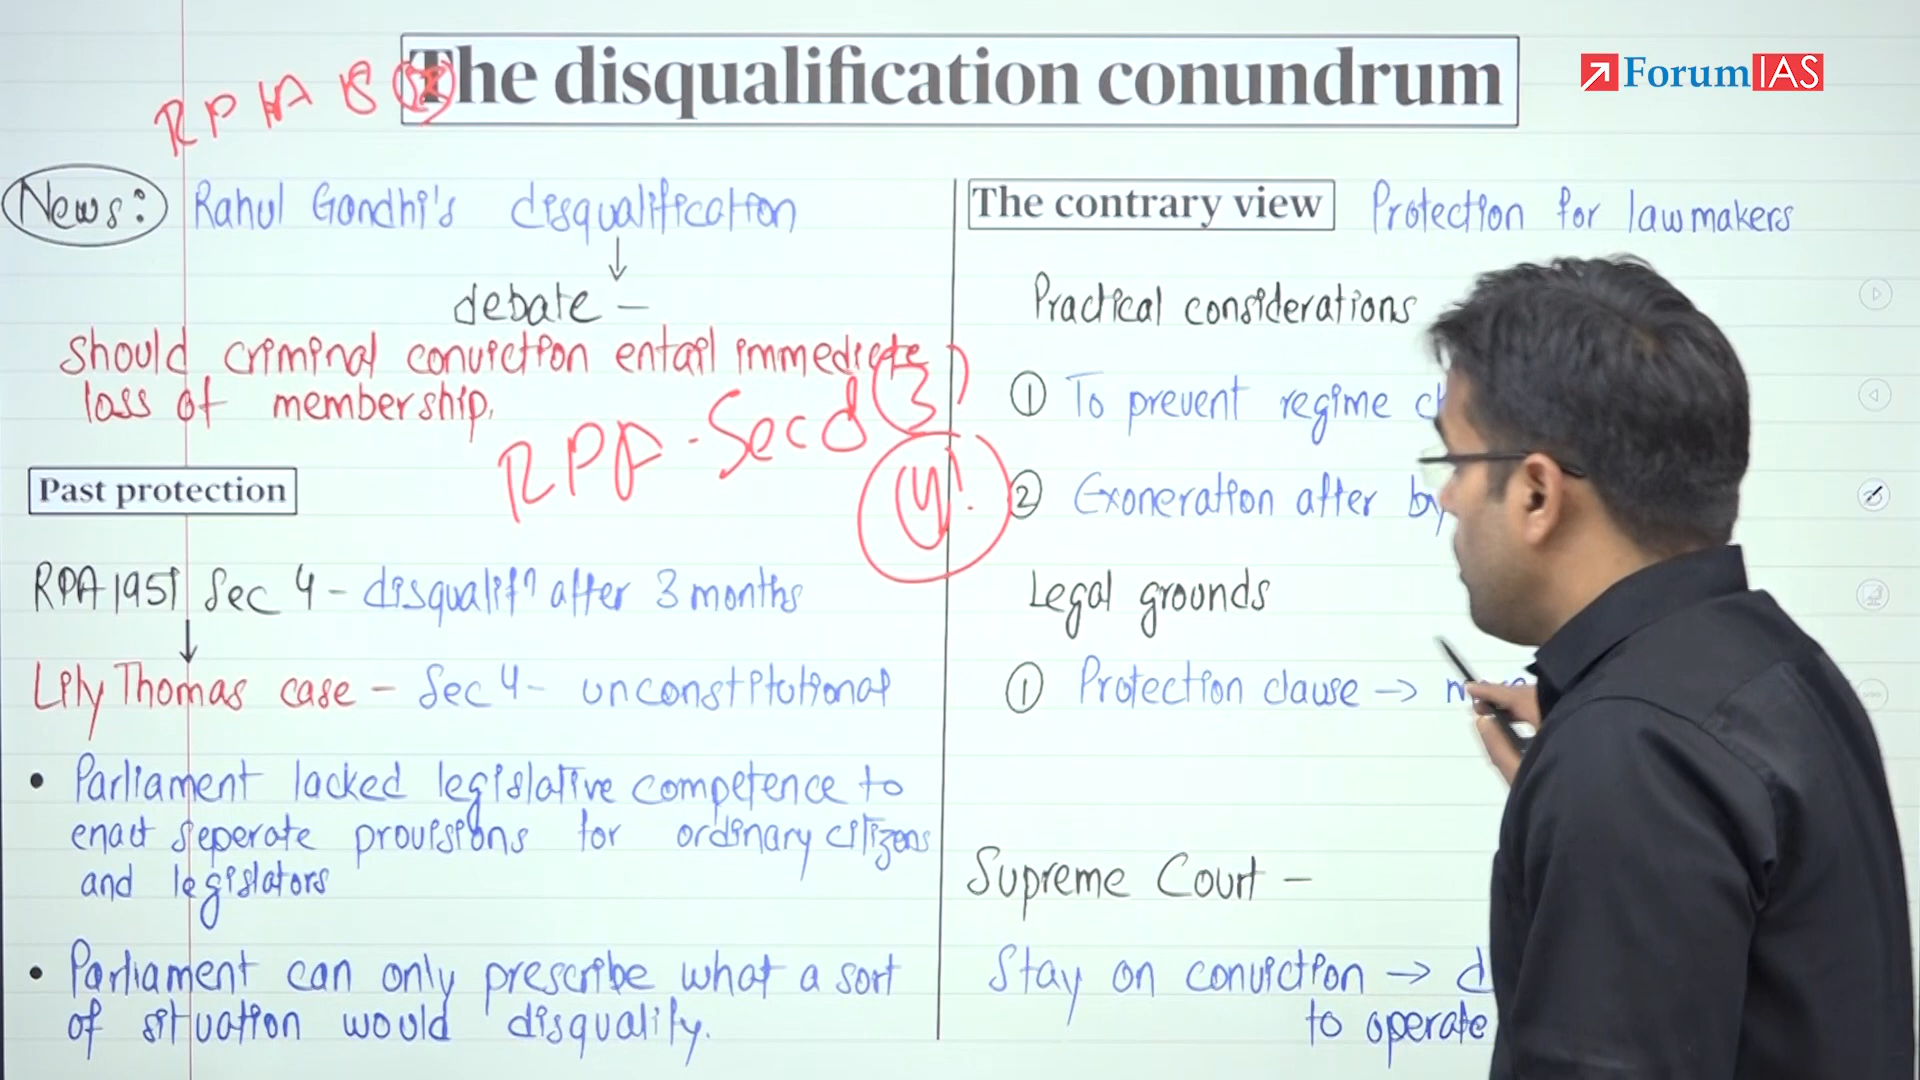 The disqualification conundrum
ForumIAS
RPA 8
News: Rahul Gandhi's disqualification
debate –
should criminal conviction entail immediate
loss of membership.
RPA - Sec 8 (3)
(4)
Past protection
RPA 1951 Sec 4 – disqualifⁿ after 3 months
Lily Thomas case – Sec 4 – unconstitutional
• Parliament lacked legislative competence to
enact seperate provisions for ordinary citizens
and legislators
• Parliament can only prescribe what a sort
of situation would disqualify.
The contrary view Protection for lawmakers
Practical considerations
① To prevent regime
② Exoneration after
Legal grounds
① Protection clause →
Supreme Court –
Stay on conviction →
to operate